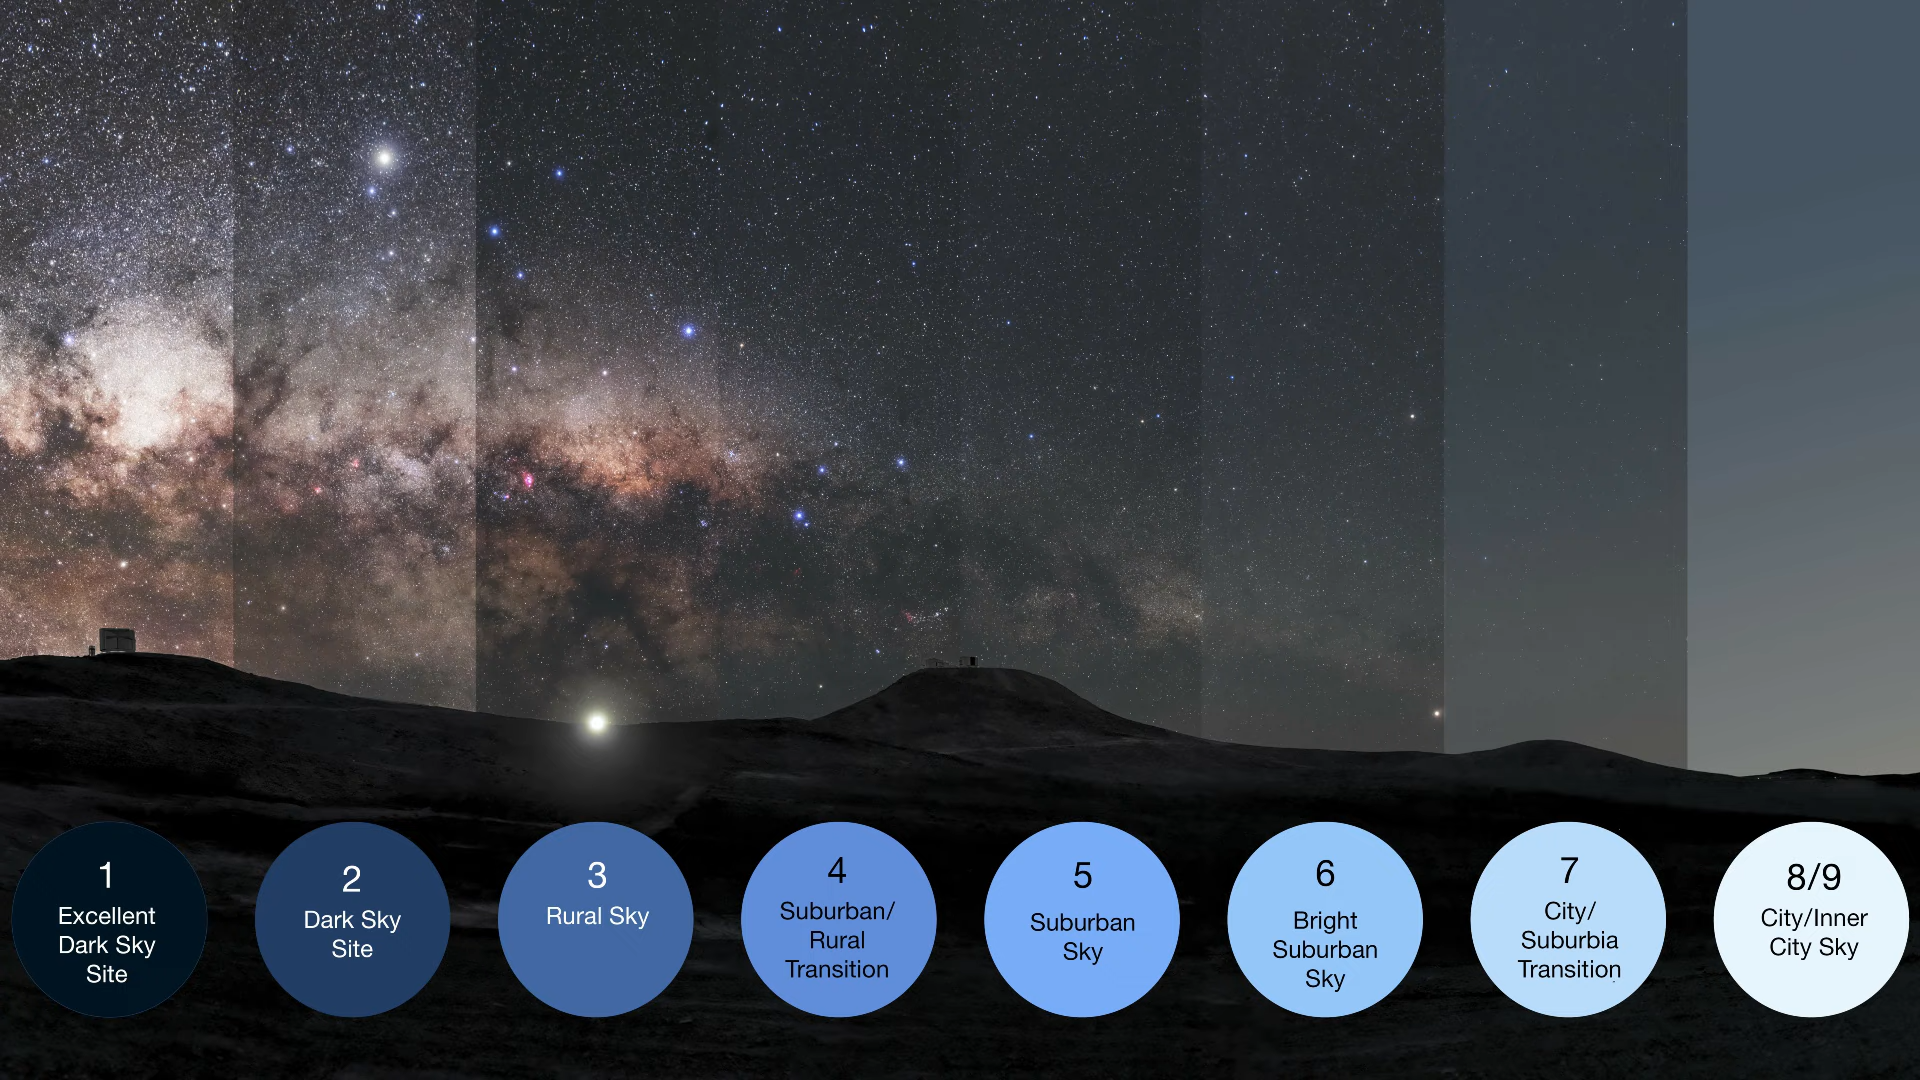 1
Excellent
Dark Sky
Site
2
Dark Sky
Site
3
Rural Sky
4
Suburban/
Rural
Transition
5
Suburban
Sky
6
Bright
Suburban
Sky
7
City/
Suburbia
Transition
8/9
City/Inner
City Sky